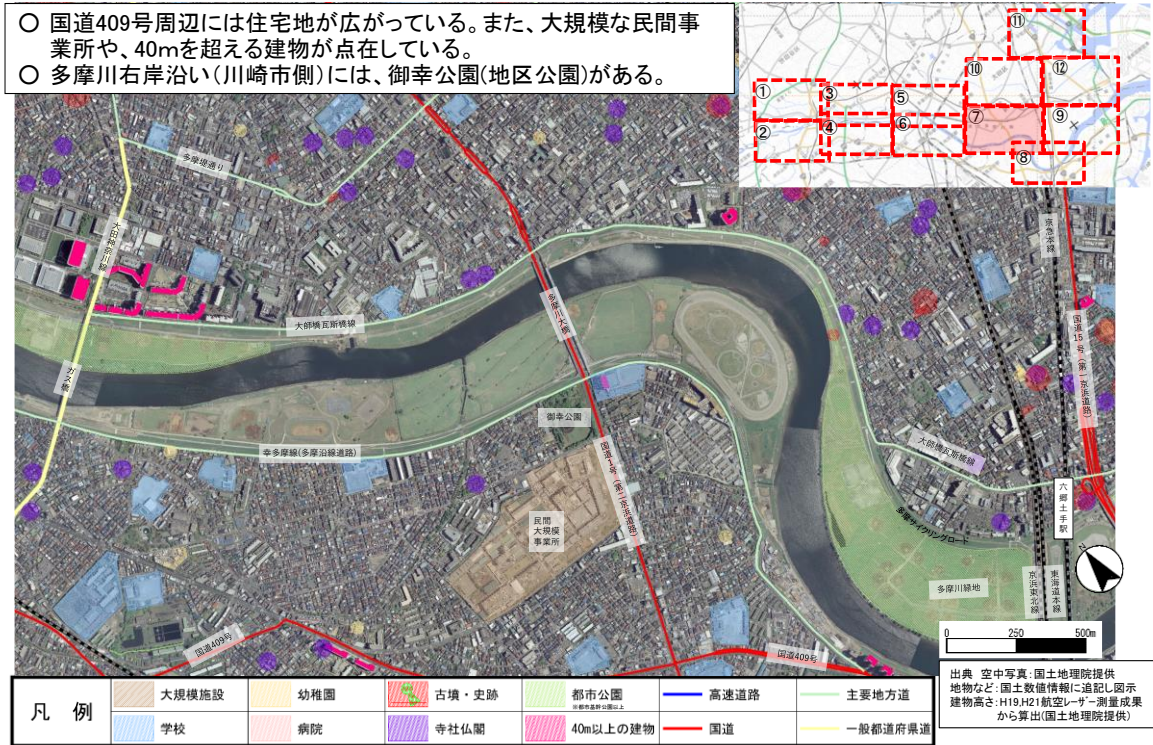 ○ 国道409号周辺には住宅地が広がっている。また、大規模な民間事
業所や、40mを超える建物が点在している。
○ 多摩川右岸沿い(川崎市側)には、御幸公園(地区公園)がある。
①
②
③
④
⑤
⑥
⑦
⑧
⑨
⑩
⑪
⑫
多摩堤通り
大田神奈川線
ガス橋
大師橋瓦斯橋線
多摩川大橋
御幸公園
幸多摩線(多摩沿線道路)
国道1号(第二京浜道路)
民間
大規模
事業所
京急本線
国道15号(第一京浜道路)
大師橋瓦斯橋線
六郷土手駅
多摩サイクリングロード
多摩川緑地
京浜東北線
東海道本線
国道409号
国道409号
N
0 250 500m
凡 例
大規模施設
幼稚園
古墳・史跡
都市公園
※都市基幹公園以上
高速道路
主要地方道
学校
病院
寺社仏閣
40m以上の建物
国道
一般都道府県道
出典 空中写真:国土地理院提供
地物など:国土数値情報に追記し図示
建物高さ:H19,H21航空レーザー測量成果
から算出(国土地理院提供)